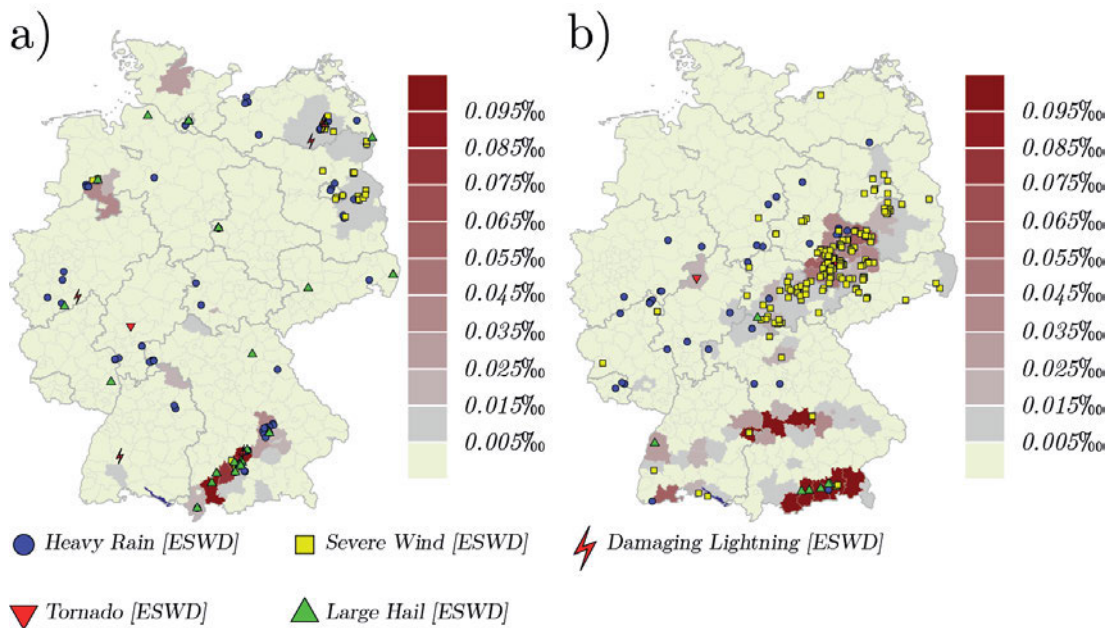 a)
0.095‰
0.085‰
0.075‰
0.065‰
0.055‰
0.045‰
0.035‰
0.025‰
0.015‰
0.005‰
b)
0.095‰
0.085‰
0.075‰
0.065‰
0.055‰
0.045‰
0.035‰
0.025‰
0.015‰
0.005‰
Heavy Rain [ESWD]
Severe Wind [ESWD]
Damaging Lightning [ESWD]
Tornado [ESWD]
Large Hail [ESWD]